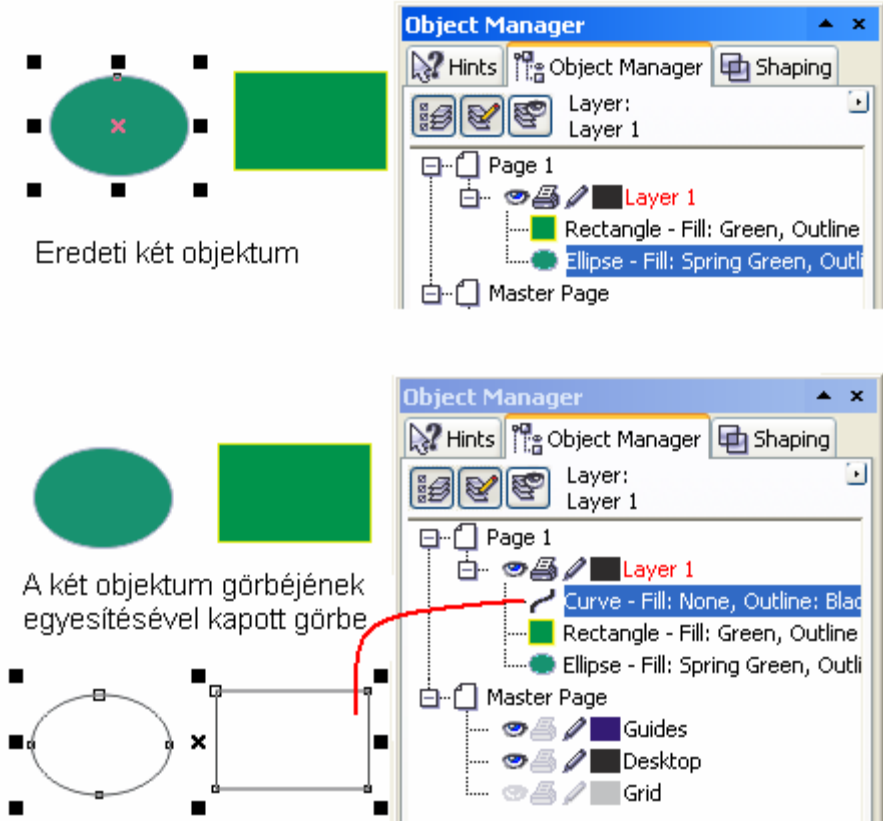 Object Manager
Hints
Object Manager
Shaping
Layer:
Layer 1
Page 1
Layer 1
Rectangle - Fill: Green, Outline
Ellipse - Fill: Spring Green, Outli
Master Page
Eredeti két objektum
Object Manager
Hints
Object Manager
Shaping
Layer:
Layer 1
Page 1
Layer 1
Curve - Fill: None, Outline: Blac
Rectangle - Fill: Green, Outline
Ellipse - Fill: Spring Green, Outli
Master Page
Guides
Desktop
Grid
A két objektum görbéjének
egyesítésével kapott görbe